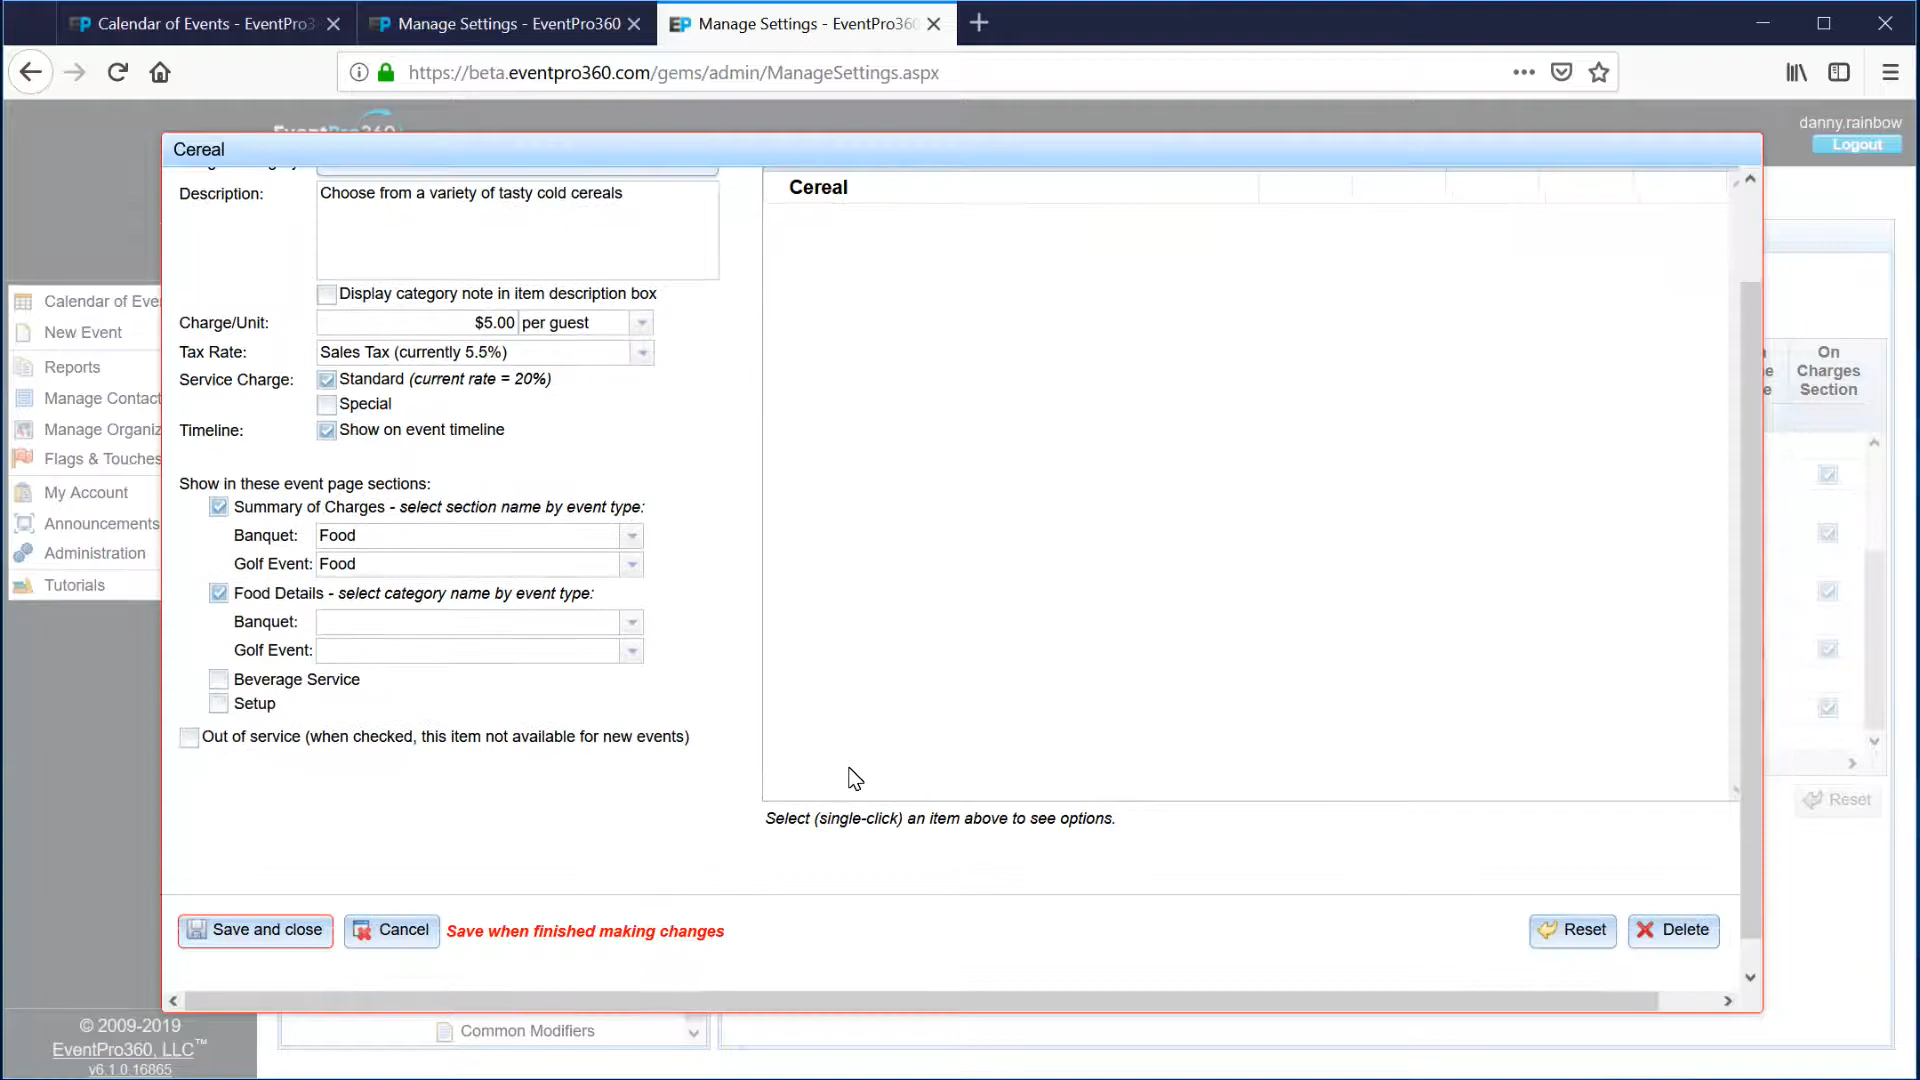 Calendar of Events - EventPro3
Manage Settings - EventPro360
Manage Settings - EventPro360
https://beta.eventpro360.com/gems/admin/ManageSettings.aspx
danny.rainbow
Logout
Cereal
Description:
Choose from a variety of tasty cold cereals
Cereal
Display category note in item description box
Charge/Unit:
$5.00
per guest
Tax Rate:
Sales Tax (currently 5.5%)
Service Charge:
Standard (current rate = 20%)
Special
Timeline:
Show on event timeline
Show in these event page sections:
Summary of Charges - select section name by event type:
Banquet:
Food
Golf Event:
Food
Food Details - select category name by event type:
Banquet:
Golf Event:
Beverage Service
Setup
Out of service (when checked, this item not available for new events)
Select (single-click) an item above to see options.
Save and close
Cancel
Save when finished making changes
Reset
Delete
Calendar of Eve
New Event
Reports
Manage Contact
Manage Organiz
Flags & Touches
My Account
Announcements
Administration
Tutorials
On
Charges
Section
Reset
Common Modifiers
© 2009-2019
EventPro360, LLC™
v6.1.0.16865